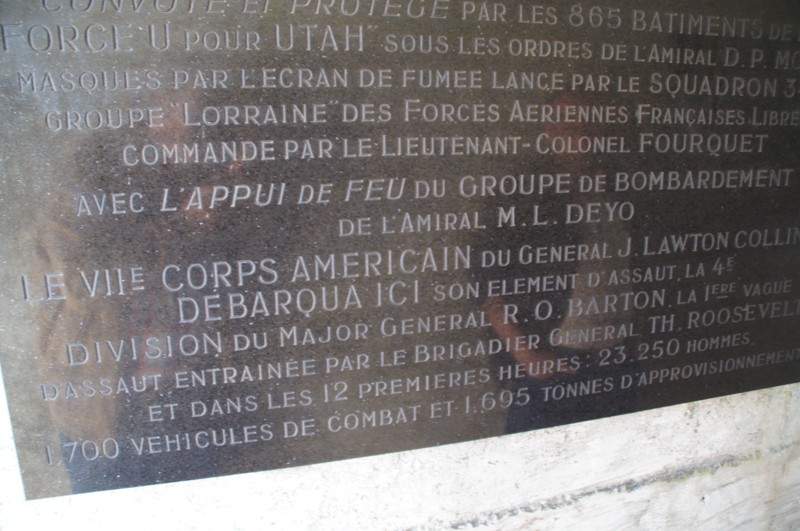 CONVOTE ET PROTEGE PAR LES 865 BATIMENTS DE
FORCE U POUR UTAH" SOUS LES ORDRES DE L'AMIRAL D.P.
MASQUES PAR L'ECRAN DE FUMEE LANCE PAR LE SQUADRON
GROUPE "LORRAINE" DES FORCES AERIENNES FRANÇAISES LIBRE
COMMANDE PAR LE LIEUTENANT-COLONEL FOURQUET
AVEC L'APPUI DE FEU DU GROUPE DE BOMBARDEMENT
DE L'AMIRAL M.L. DEYO
LE VIIE CORPS AMERICAIN DU GENERAL J. LAWTON COLLIN
DEBARQUA ICI SON ELEMENT D'ASSAUT, LA 4E
DIVISION DU MAJOR GENERAL R.O. BARTON, LA 1ERE VAGUE
D'ASSAUT ENTRAINÉE PAR LE BRIGADIER GENERAL TH. ROOSEVELT
ET DANS LES 12 PREMIERES HEURES: 23.250 HOMMES.
1.700 VEHICULES DE COMBAT ET 1.695 TONNES D'APPROVISIONNEMENT